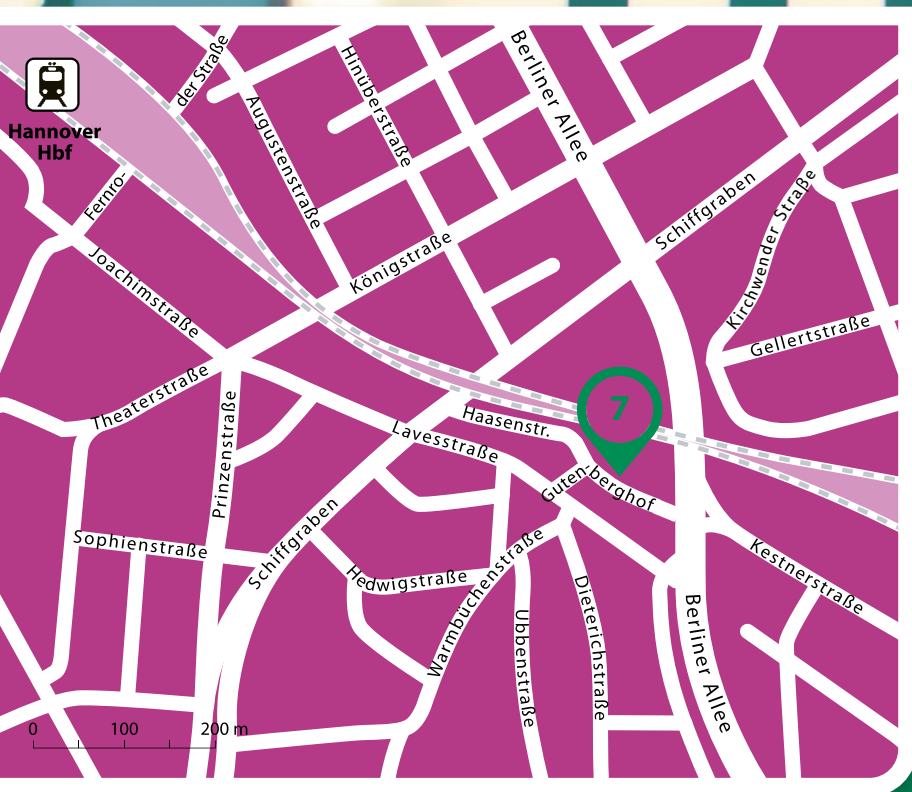 der Straße
Hinüberstraße
Berliner Allee
Hannover
Hbf
Augustenstraße
Fernro-
Schiffgraben
Kirchwender Straße
Königstraße
Joachimstraße
Gellertstraße
Theaterstraße
Prinzenstraße
7
Haasenstr.
Lavesstraße
Guten-
berghof
Schiffgraben
Sophienstraße
Kestnerstraße
Hedwigstraße
Warmbüchenstraße
Dieterichstraße
Ubbenstraße
Berliner Allee
0 100 200 m